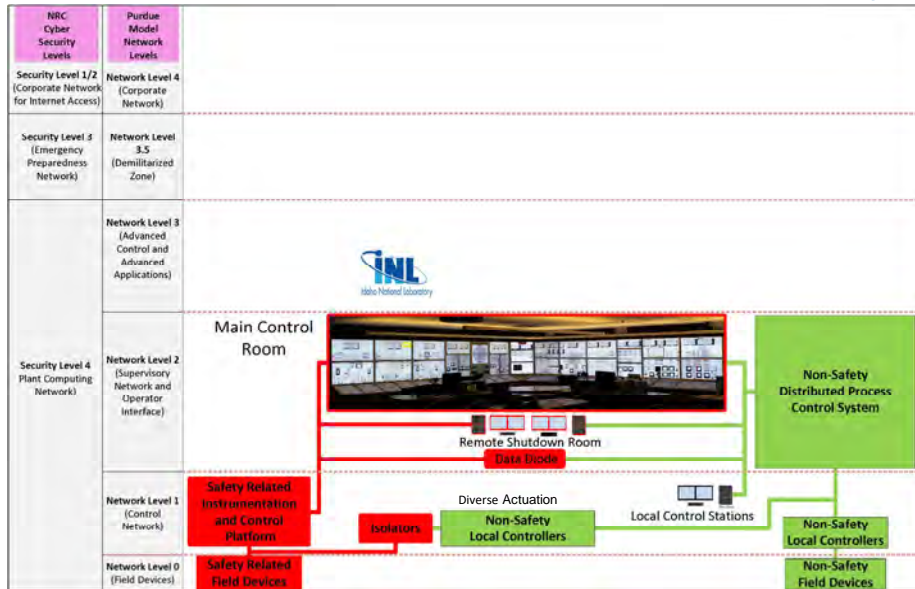 NRC
Cyber
Security
Levels
Purdue
Model
Network
Levels
Security Level 1/2
(Corporate Network
for Internet Access)
Network Level 4
(Corporate
Network)
Security Level 3
(Emergency
Preparedness
Network)
Network Level
3.5
(Demilitarized
Zone)
Network Level 3
(Advanced
Control and
Advanced
Applications)
INL
Idaho National Laboratory
Security Level 4
Plant Computing
Network)
Network Level 2
(Supervisory
Network and
Operator
Interface)
Main Control
Room
Non-Safety
Distributed Process
Control System
Remote Shutdown Room
Data Diode
Network Level 1
(Control
Network)
Safety Related
Instrumentation
and Control
Platform
Isolators
Diverse Actuation
Non-Safety
Local Controllers
Local Control Stations
Non-Safety
Local Controllers
Network Level 0
(Field Devices)
Safety Related
Field Devices
Non-Safety
Field Devices